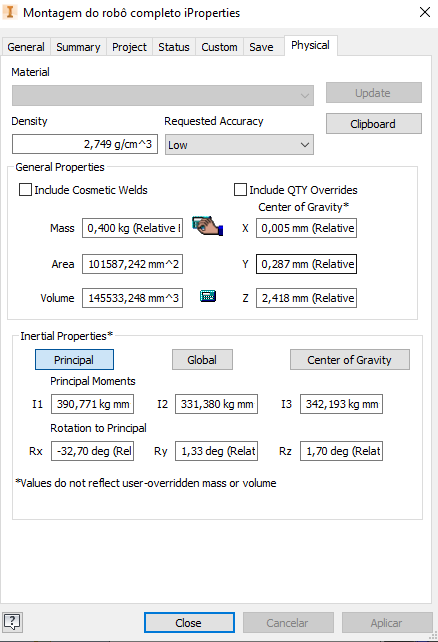 Montagem do robô completo iProperties
General Summary Project Status Custom Save Physical
Material
Update
Density Requested Accuracy
Clipboard
2,749 g/cm^3 Low
General Properties
Include Cosmetic Welds Include QTY Overrides
Center of Gravity*
Mass 0,400 kg (Relative X 0,005 mm (Relative
Area 101587,242 mm^2 Y 0,287 mm (Relative
Volume 145533,248 mm^3 Z 2,418 mm (Relative
Inertial Properties*
Principal Global Center of Gravity
Principal Moments
I1 390,771 kg mm I2 331,380 kg mm I3 342,193 kg mm
Rotation to Principal
Rx -32,70 deg (Rel Ry 1,33 deg (Relat Rz 1,70 deg (Relat
*Values do not reflect user-overridden mass or volume
Close Cancelar Aplicar